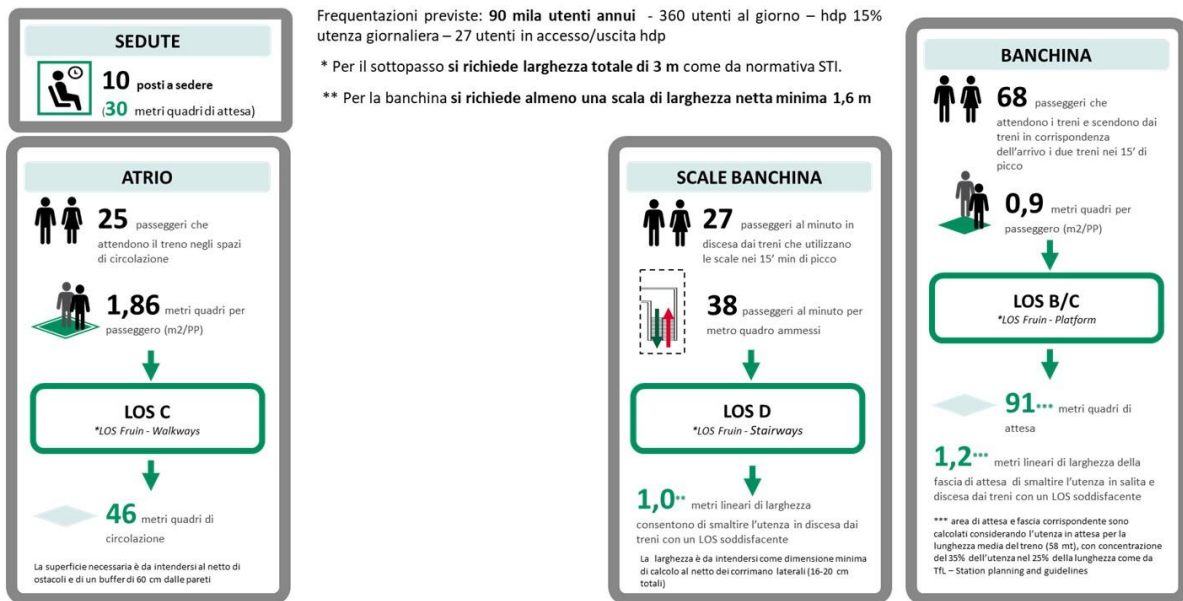 Frequentazioni previste: 90 mila utenti annui - 360 utenti al giorno – hdp 15%
utenza giornaliera – 27 utenti in accesso/uscita hdp
* Per il sottopasso si richiede larghezza totale di 3 m come da normativa STI.
** Per la banchina si richiede almeno una scala di larghezza netta minima 1,6 m
SEDUTE
10 posti a sedere
(30 metri quadri di attesa)
ATRIO
25 passeggeri che
attendono il treno negli spazi
di circolazione
1,86 metri quadri per
passeggero (m2/PP)
LOS C
*LOS Fruin - Walkways
46 metri quadri di
circolazione
La superficie necessaria è da intendersi al netto di
ostacoli e di un buffer di 60 cm dalle pareti
SCALE BANCHINA
27 passeggeri al minuto in
discesa dai treni che utilizzano
le scale nei 15’ min di picco
38 passeggeri al minuto per
metro quadro ammessi
LOS D
*LOS Fruin - Stairways
1,0** metri lineari di larghezza
consentono di smaltire l’utenza in discesa dai
treni con un LOS soddisfacente
La larghezza è da intendersi come dimensione minima
di calcolo al netto dei corrimano laterali (16-20 cm
totali)
BANCHINA
68 passeggeri che
attendono i treni e scendono dai
treni in corrispondenza
dell’arrivo i due treni nei 15’ di
picco
0,9 metri quadri per
passeggero (m2/PP)
LOS B/C
*LOS Fruin - Platform
91*** metri quadri di
attesa
1,2*** metri lineari di larghezza della
fascia di attesa di smaltire l’utenza in salita e
discesa dai treni con un LOS soddisfacente
*** area di attesa e fascia corrispondente sono
calcolati considerando l’utenza in attesa per la
lunghezza media del treno (58 mt), con concentrazione
del 35% dell’utenza nel 25% della lunghezza come da
TfL – Station planning and guidelines